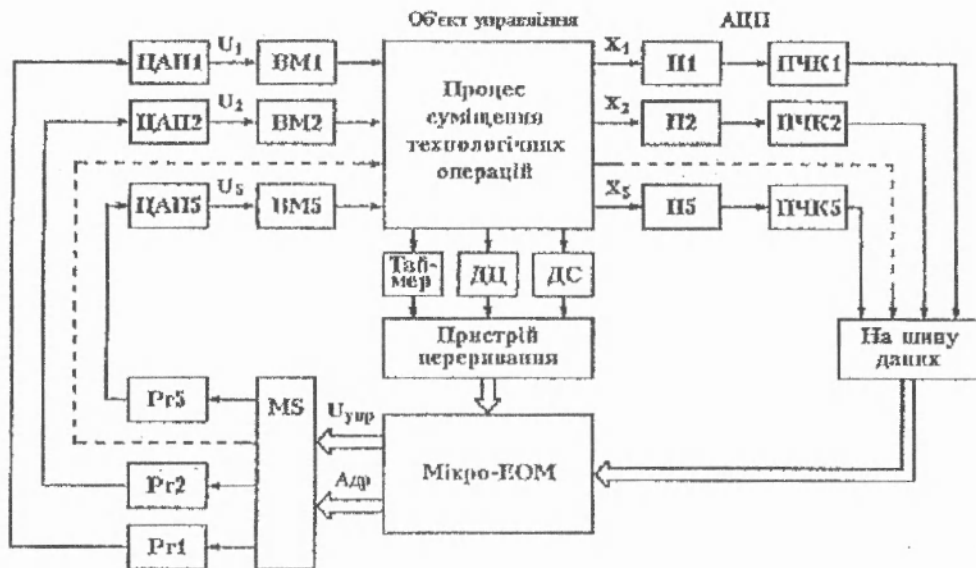 Об'єкт управління
АЦП
ЦАП1
U1
ВМ1
X1
П1
ПЧК1
ЦАП2
U2
ВМ2
Процес
суміщення
технологічних
операцій
X2
П2
ПЧК2
ЦАП5
U5
ВМ5
X5
П5
ПЧК5
Тай-
мер
ДЦ
ДС
Пристрій
переривання
На шину
даних
Рг5
MS
Uупр
Мікро-ЕОМ
Адр
Рг2
Рг1